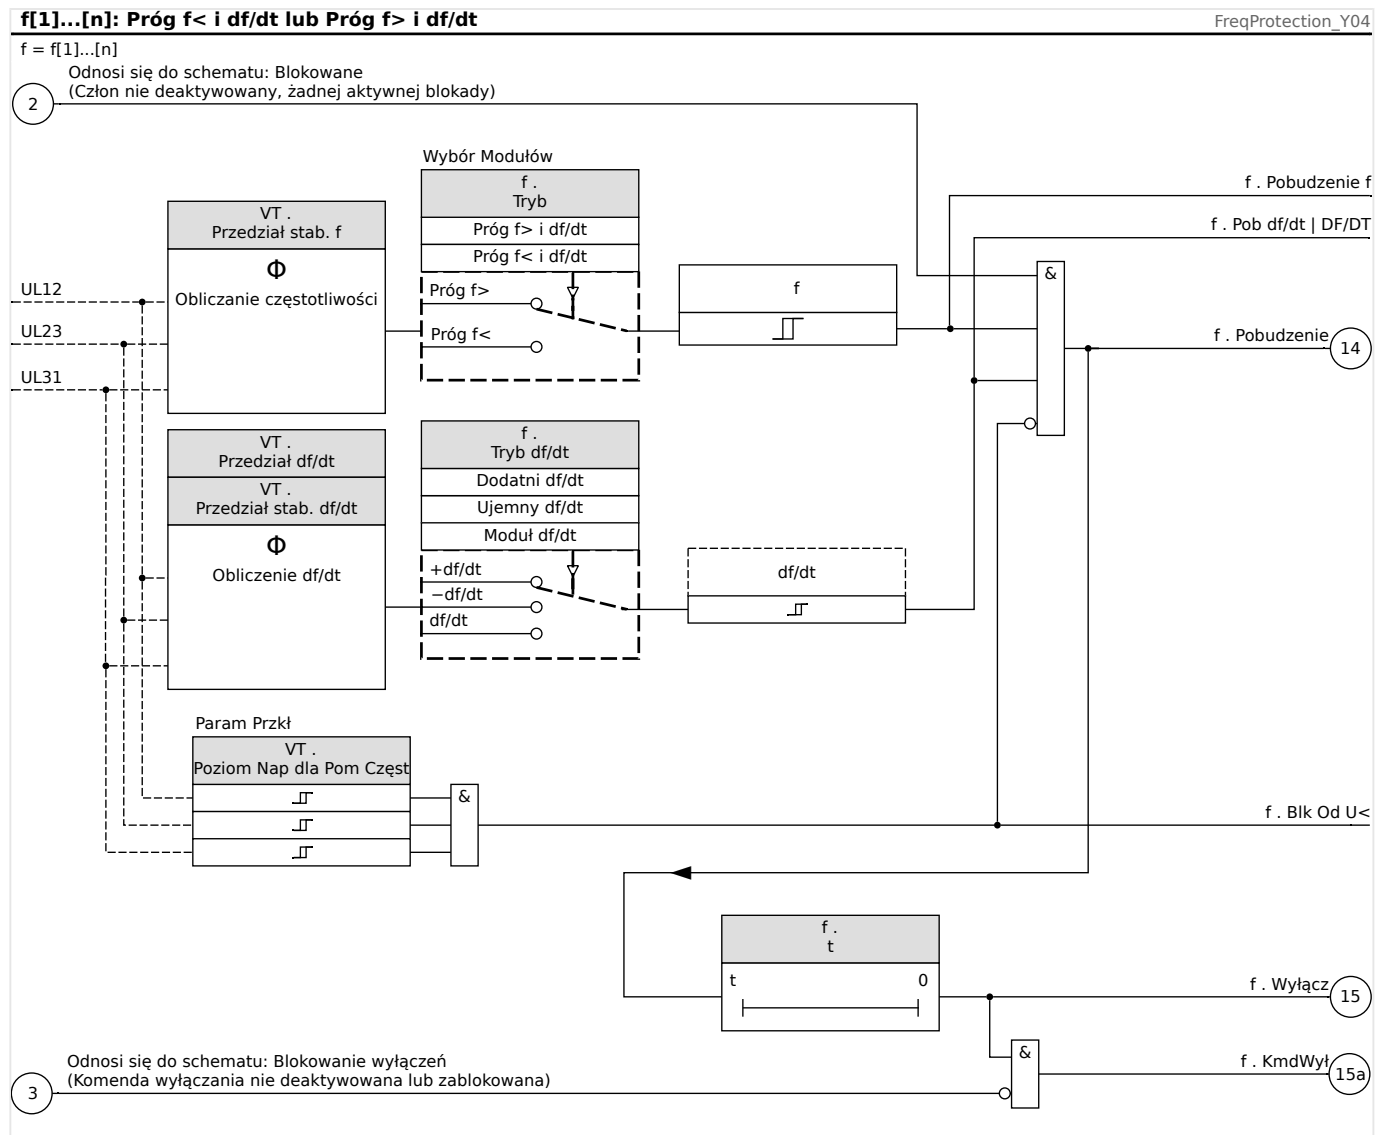 f[1]...[n]: Próg f< i df/dt lub Próg f> i df/dt
FreqProtection_Y04
f = f[1]...[n]
Odnosi się do schematu: Blokowane
(Człon nie deaktywowany, żadnej aktywnej blokady)
2
Wybór Modułów
f .
Tryb
Próg f> i df/dt
Próg f< i df/dt
Próg f>
Próg f<
VT .
Przedział stab. f
Φ
Obliczanie częstotliwości
UL12
UL23
UL31
f
f . Pobudzenie f
f . Pob df/dt | DF/DT
&
f . Pobudzenie
14
VT .
Przedział df/dt
VT .
Przedział stab. df/dt
Φ
Obliczenie df/dt
f .
Tryb df/dt
Dodatni df/dt
Ujemny df/dt
Moduł df/dt
+df/dt
−df/dt
df/dt
df/dt
Param Przkł
VT .
Poziom Nap dla Pom Częst
&
f . Blk Od U<
f .
t
t
0
f . Wyłącz
15
&
f . KmdWył
15a
Odnosi się do schematu: Blokowanie wyłączeń
(Komenda wyłączania nie deaktywowana lub zablokowana)
3